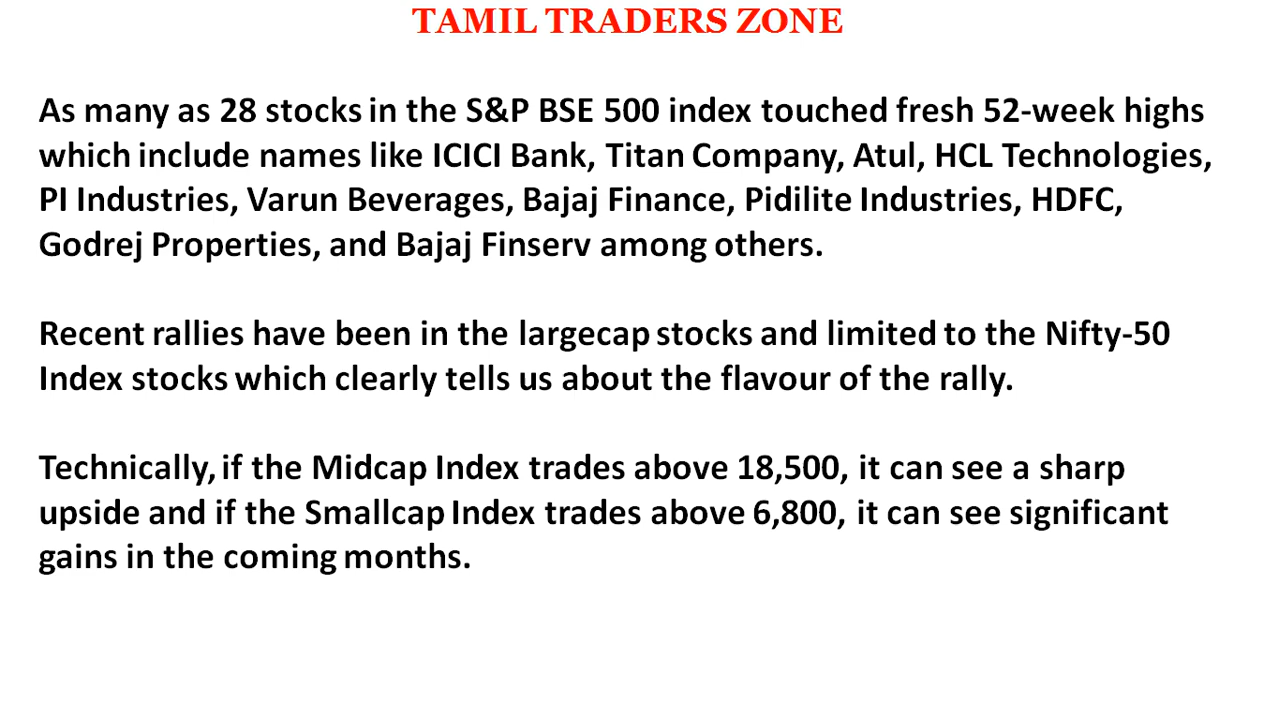 TAMIL TRADERS ZONE
As many as 28 stocks in the S&P BSE 500 index touched fresh 52-week highs
which include names like ICICI Bank, Titan Company, Atul, HCL Technologies,
PI Industries, Varun Beverages, Bajaj Finance, Pidilite Industries, HDFC,
Godrej Properties, and Bajaj Finserv among others.
Recent rallies have been in the largecap stocks and limited to the Nifty-50
Index stocks which clearly tells us about the flavour of the rally.
Technically, if the Midcap Index trades above 18,500, it can see a sharp
upside and if the Smallcap Index trades above 6,800, it can see significant
gains in the coming months.